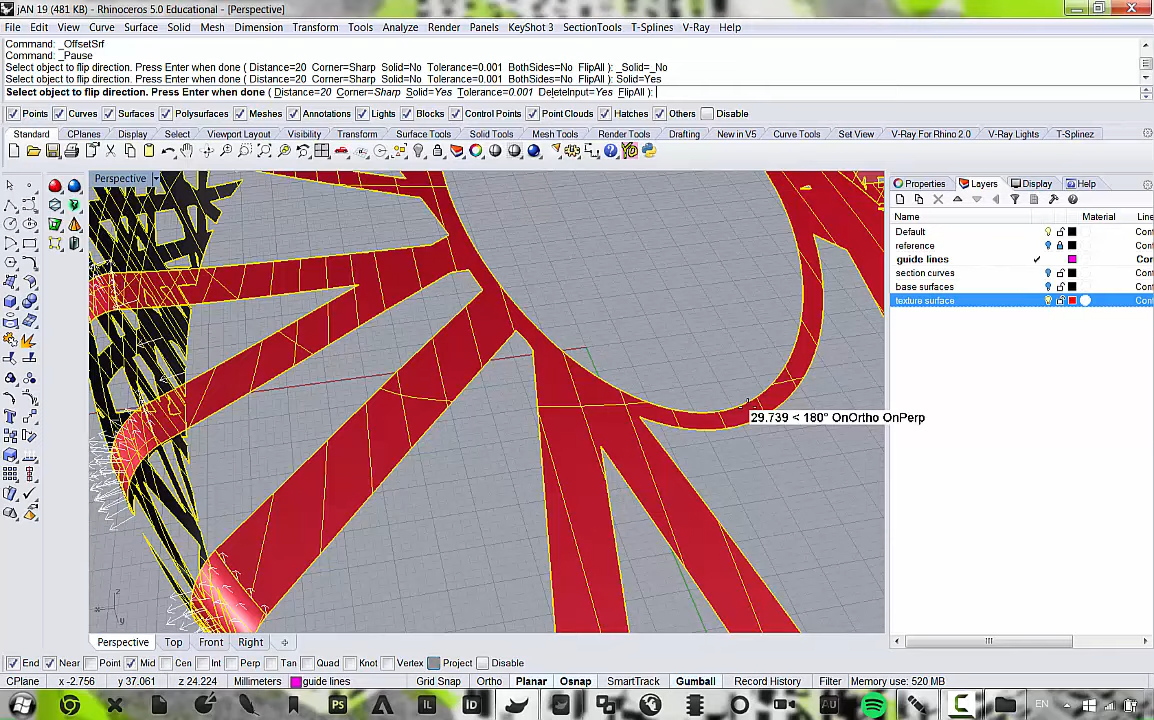 jAN 19 (481 KB) - Rhinoceros 5.0 Educational - [Perspective]
File Edit View Curve Surface Solid Mesh Dimension Transform Tools Analyze Render Panels KeyShot 3 SectionTools T-Splines V-Ray Help
Command: _OffsetSrf
Command: _Pause
Select object to flip direction. Press Enter when done ( Distance=20 Corner=Sharp Solid=No Tolerance=0.001 BothSides=No FlipAll ): _Solid=_No
Select object to flip direction. Press Enter when done ( Distance=20 Corner=Sharp Solid=No Tolerance=0.001 BothSides=No FlipAll ): Solid=Yes
Select object to flip direction. Press Enter when done ( Distance=20 Corner=Sharp Solid=Yes Tolerance=0.001 DeleteInput=Yes FlipAll ):
Points Curves Surfaces Polysurfaces Meshes Annotations Lights Blocks Control Points Point Clouds Hatches Others Disable
Standard CPlanes Display Select Viewport Layout Visibility Transform Surface Tools Solid Tools Mesh Tools Render Tools Drafting New in V5 Curve Tools Set View V-Ray For Rhino 2.0 V-Ray Lights T-Splinez
Perspective
Properties Layers Display Help
Name Material Line
Default
reference
guide lines Con
section curves Cont
base surfaces Cont
texture surface Cont
29.739 < 180° OnOrtho OnPerp
Perspective Top Front Right
End Near Point Mid Cen Int Perp Tan Quad Knot Vertex Project Disable
CPlane x -2.756 y 37.061 z 24.224 Millimeters guide lines Grid Snap Ortho Planar Osnap SmartTrack Gumball Record History Filter Memory use: 520 MB
PS IL ID AU EN